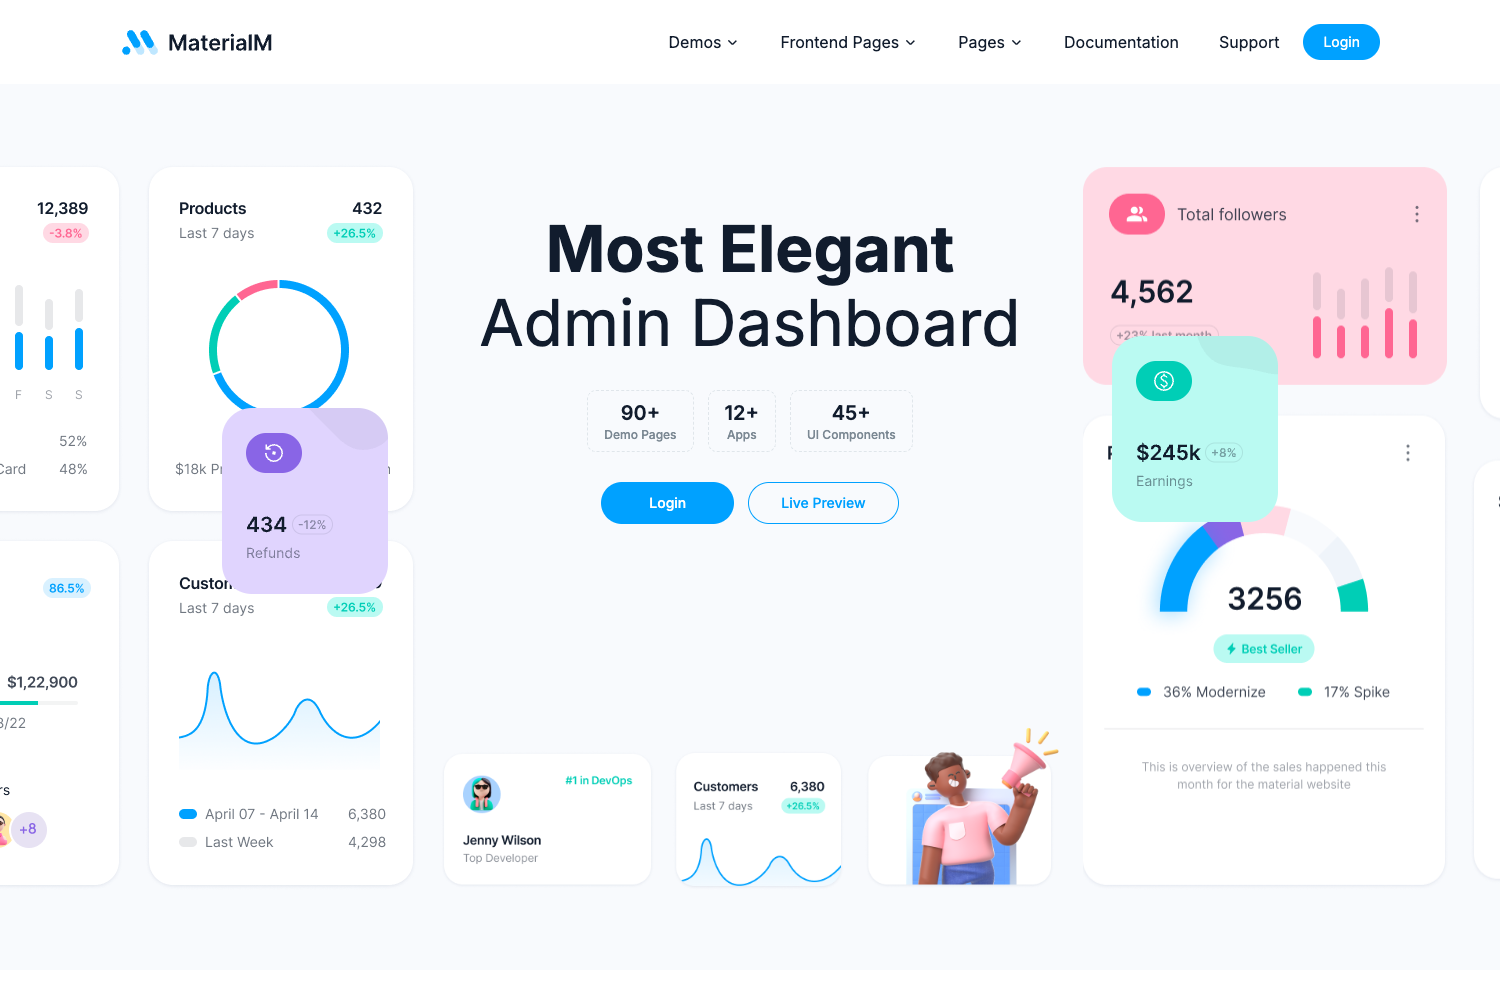 MaterialM
Demos
Frontend Pages
Pages
Documentation
Support
Login
12,389
-3.8%
F S S
52%
Card 48%
86.5%
$1,22,900
+8
Products 432
Last 7 days +26.5%
$18k
434 -12%
Refunds
Last 7 days +26.5%
April 07 - April 14 6,380
Last Week 4,298
Most Elegant
Admin Dashboard
90+
Demo Pages
12+
Apps
45+
UI Components
Login
Live Preview
#1 in DevOps
Jenny Wilson
Top Developer
Customers 6,380
Last 7 days +26.5%
Total followers
4,562
+23% last month
$245k +8%
Earnings
3256
Best Seller
36% Modernize
17% Spike
This is overview of the sales happened this
month for the material website